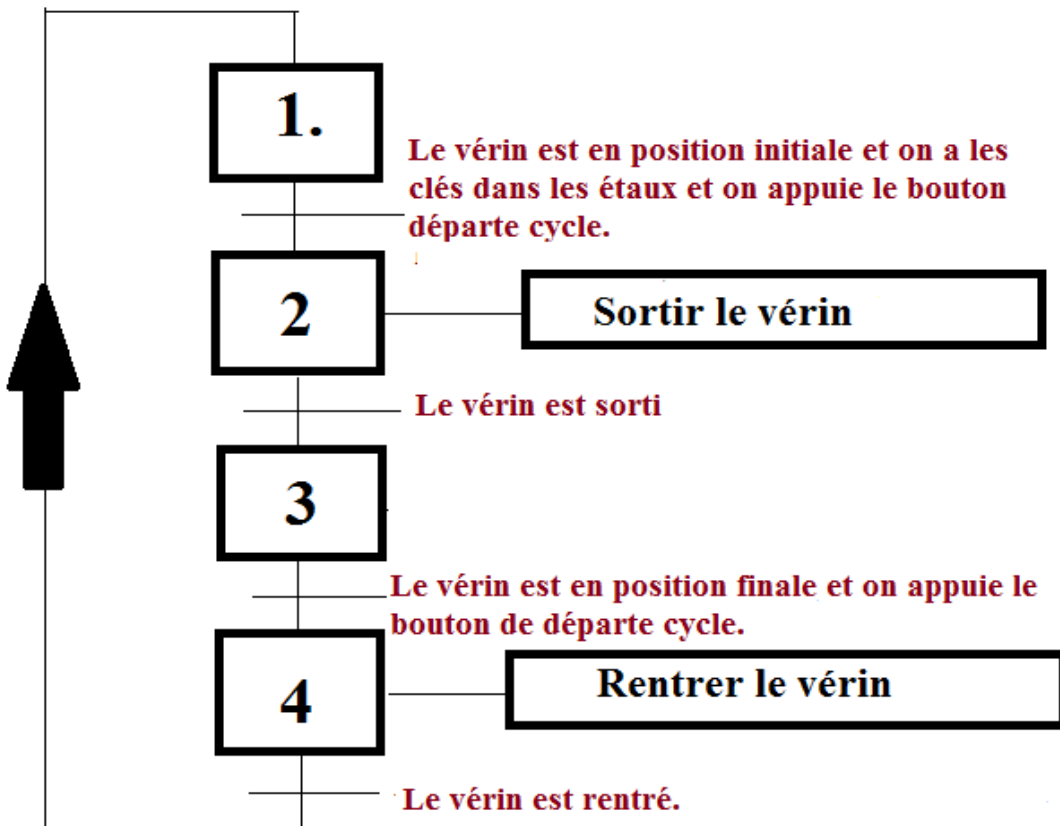 1.
Le vérin est en position initiale et on a les
clés dans les étaux et on appuie le bouton
départe cycle.
2
Sortir le vérin
Le vérin est sorti
3
Le vérin est en position finale et on appuie le
bouton de départe cycle.
4
Rentrer le vérin
Le vérin est rentré.